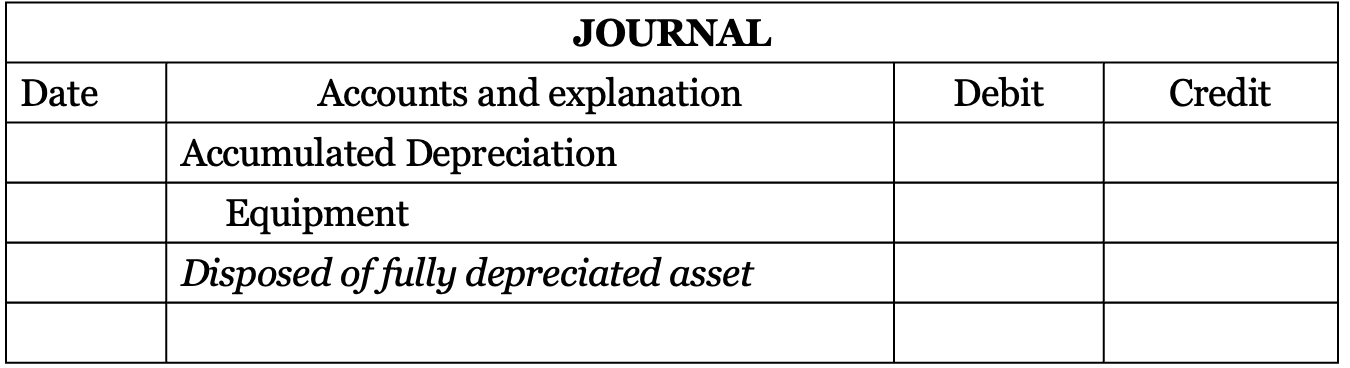 JOURNAL
Date Accounts and explanation Debit Credit
Accumulated Depreciation
Equipment
Disposed of fully depreciated asset